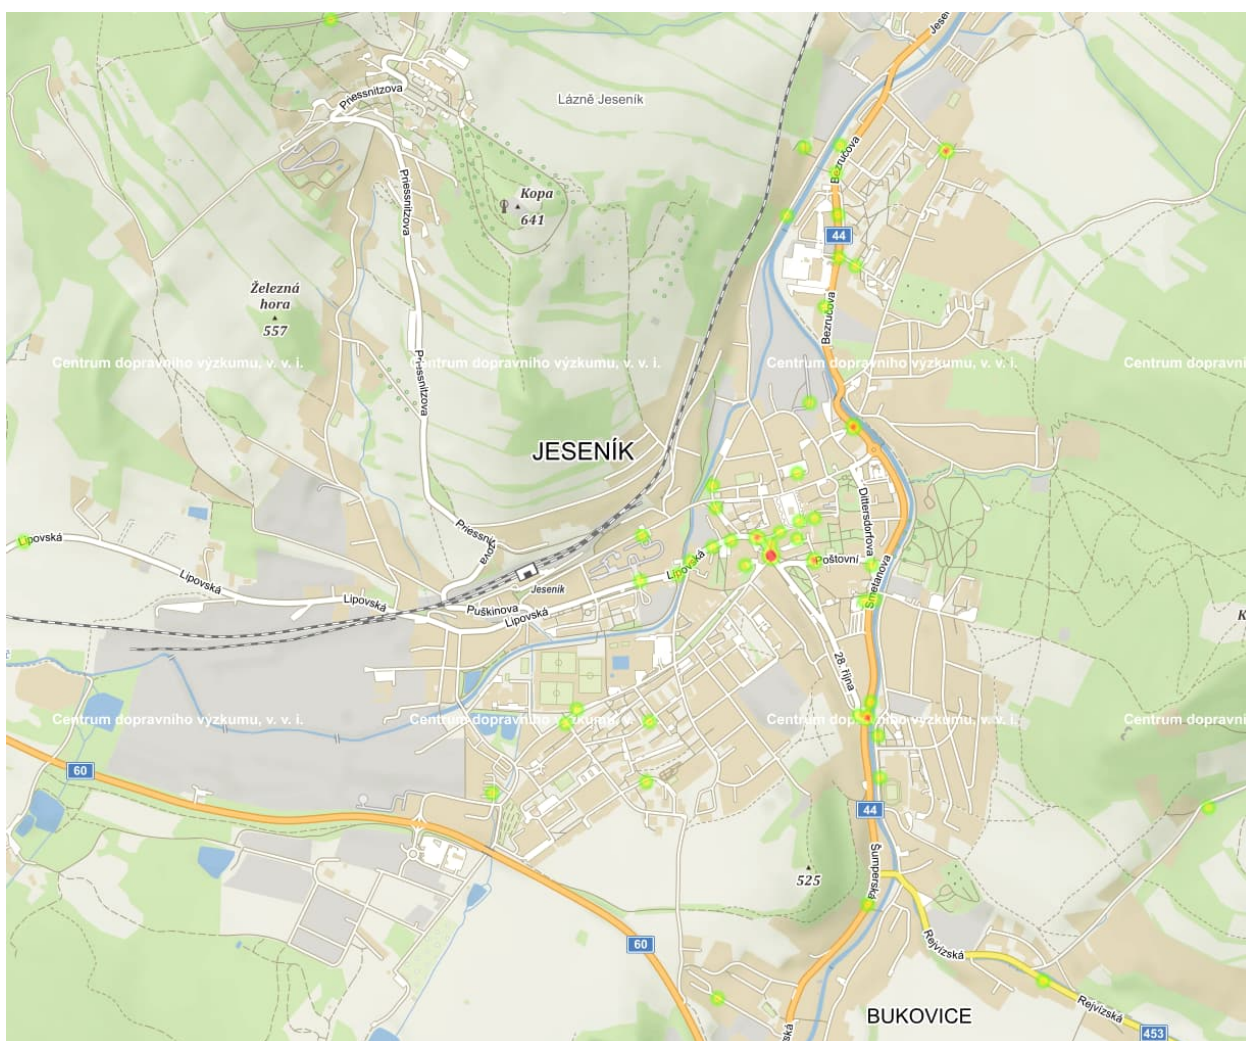 Jese
Priessnitzova
Lázně Jeseník
Bezručova
Priessnitzova
Kopa
641
44
Železná
hora
557
Bezručova
Centrum dopravního výzkumu, v. v. i.
Centrum dopravního výzkumu, v. v. i.
Centrum dopravního výzkumu, v. v. i.
Centrum dopravní
Priessnitzova
JESENÍK
Dittersdorfova
Lipovská
Priessnitzova
Poštovní
Lipovská
Lipovská
Jeseník
Smetanova
Lipovská
Puškinova
Lipovská
K
28. října
Centrum dopravního výzkumu, v. v. i.
Centrum dopravního výzkumu, v. v. i.
Centrum dopravního výzkumu, v. v. i.
Centrum dopravní
60
44
Šumperská
525
60
Rejvízská
Rejvízská
BUKOVICE
ská
453